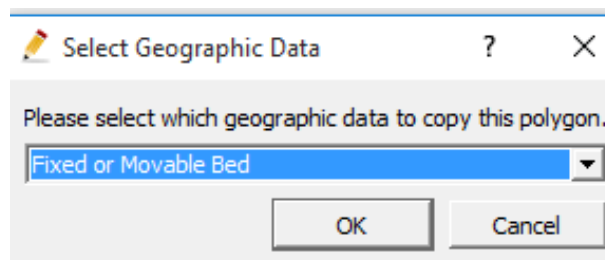 Select Geographic Data ?
Please select which geographic data to copy this polygon.
Fixed or Movable Bed
OK Cancel